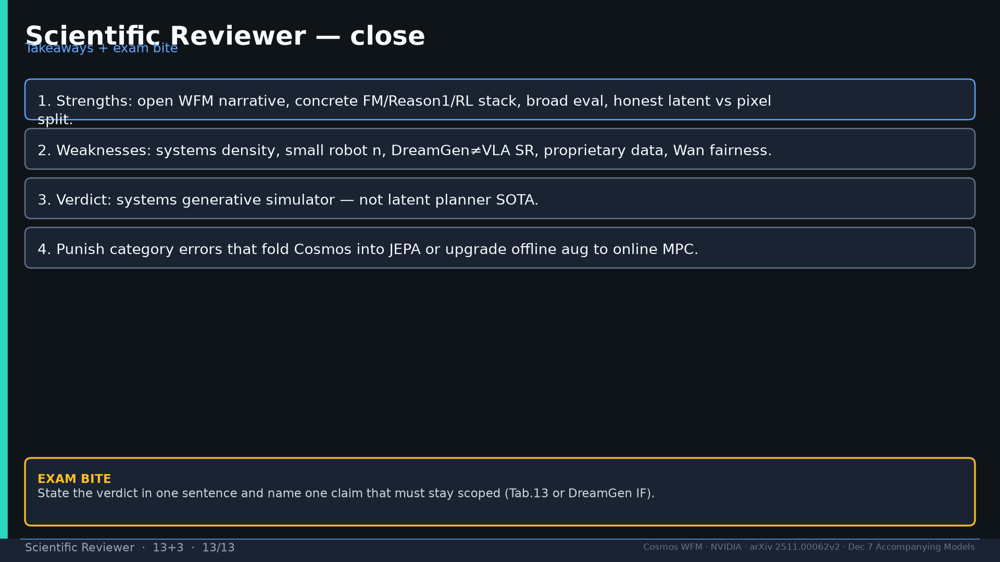 Scientific Reviewer — close
Takeaways + exam bite
1. Strengths: open WFM narrative, concrete FM/Reason1/RL stack, broad eval, honest latent vs pixel
split.
2. Weaknesses: systems density, small robot n, DreamGen≠VLA SR, proprietary data, Wan fairness.
3. Verdict: systems generative simulator — not latent planner SOTA.
4. Punish category errors that fold Cosmos into JEPA or upgrade offline aug to online MPC.
EXAM BITE
State the verdict in one sentence and name one claim that must stay scoped (Tab.13 or DreamGen IF).
Scientific Reviewer · 13+3 · 13/13
Cosmos WFM · NVIDIA · arXiv 2511.00062v2 · Dec 7 Accompanying Models